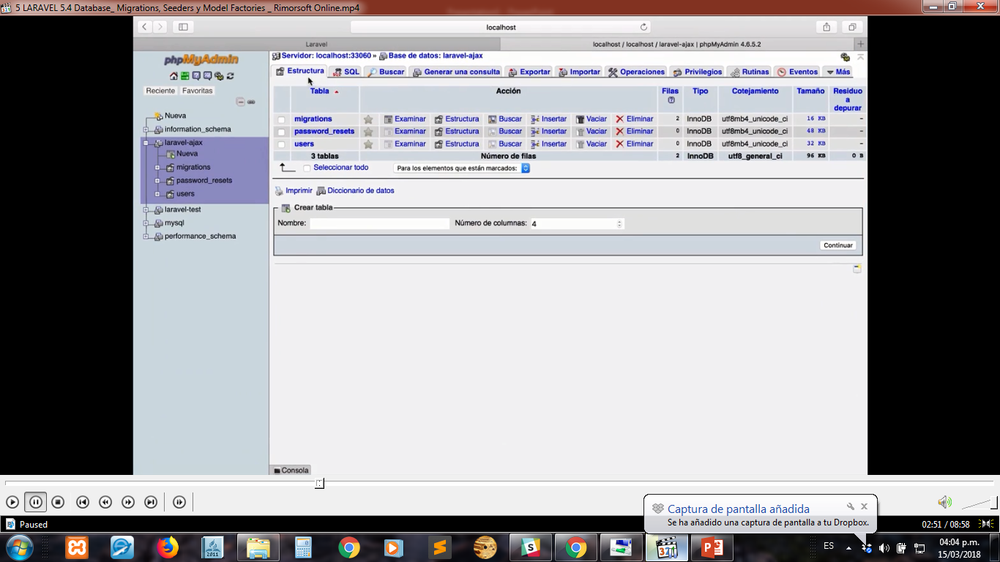 5 LARAVEL 5.4 Database_ Migrations, Seeders y Model Factories _ Rimorsoft Online.mp4
localhost
Laravel
localhost / localhost / laravel-ajax | phpMyAdmin 4.6.5.2
phpMyAdmin
Reciente Favoritas
Nueva
information_schema
laravel-ajax
Nueva
migrations
password_resets
users
laravel-test
mysql
performance_schema
Servidor: localhost:33060 » Base de datos: laravel-ajax
Estructura SQL Buscar Generar una consulta Exportar Importar Operaciones Privilegios Rutinas Eventos Más
Tabla Acción Filas Tipo Cotejamiento Tamaño Residuo a depurar
migrations Examinar Estructura Buscar Insertar Vaciar Eliminar 2 InnoDB utf8mb4_unicode_ci 16 KB -
password_resets Examinar Estructura Buscar Insertar Vaciar Eliminar 0 InnoDB utf8mb4_unicode_ci 48 KB -
users Examinar Estructura Buscar Insertar Vaciar Eliminar 0 InnoDB utf8mb4_unicode_ci 32 KB -
3 tablas Número de filas 2 InnoDB utf8_general_ci 96 KB 0 B
Seleccionar todo Para los elementos que están marcados:
Imprimir Diccionario de datos
Crear tabla
Nombre: Número de columnas: 4
Continuar
Consola
Captura de pantalla añadida
Se ha añadido una captura de pantalla a tu Dropbox.
Paused
02:51 / 08:58
2011
321
ES
04:04 p.m.
15/03/2018